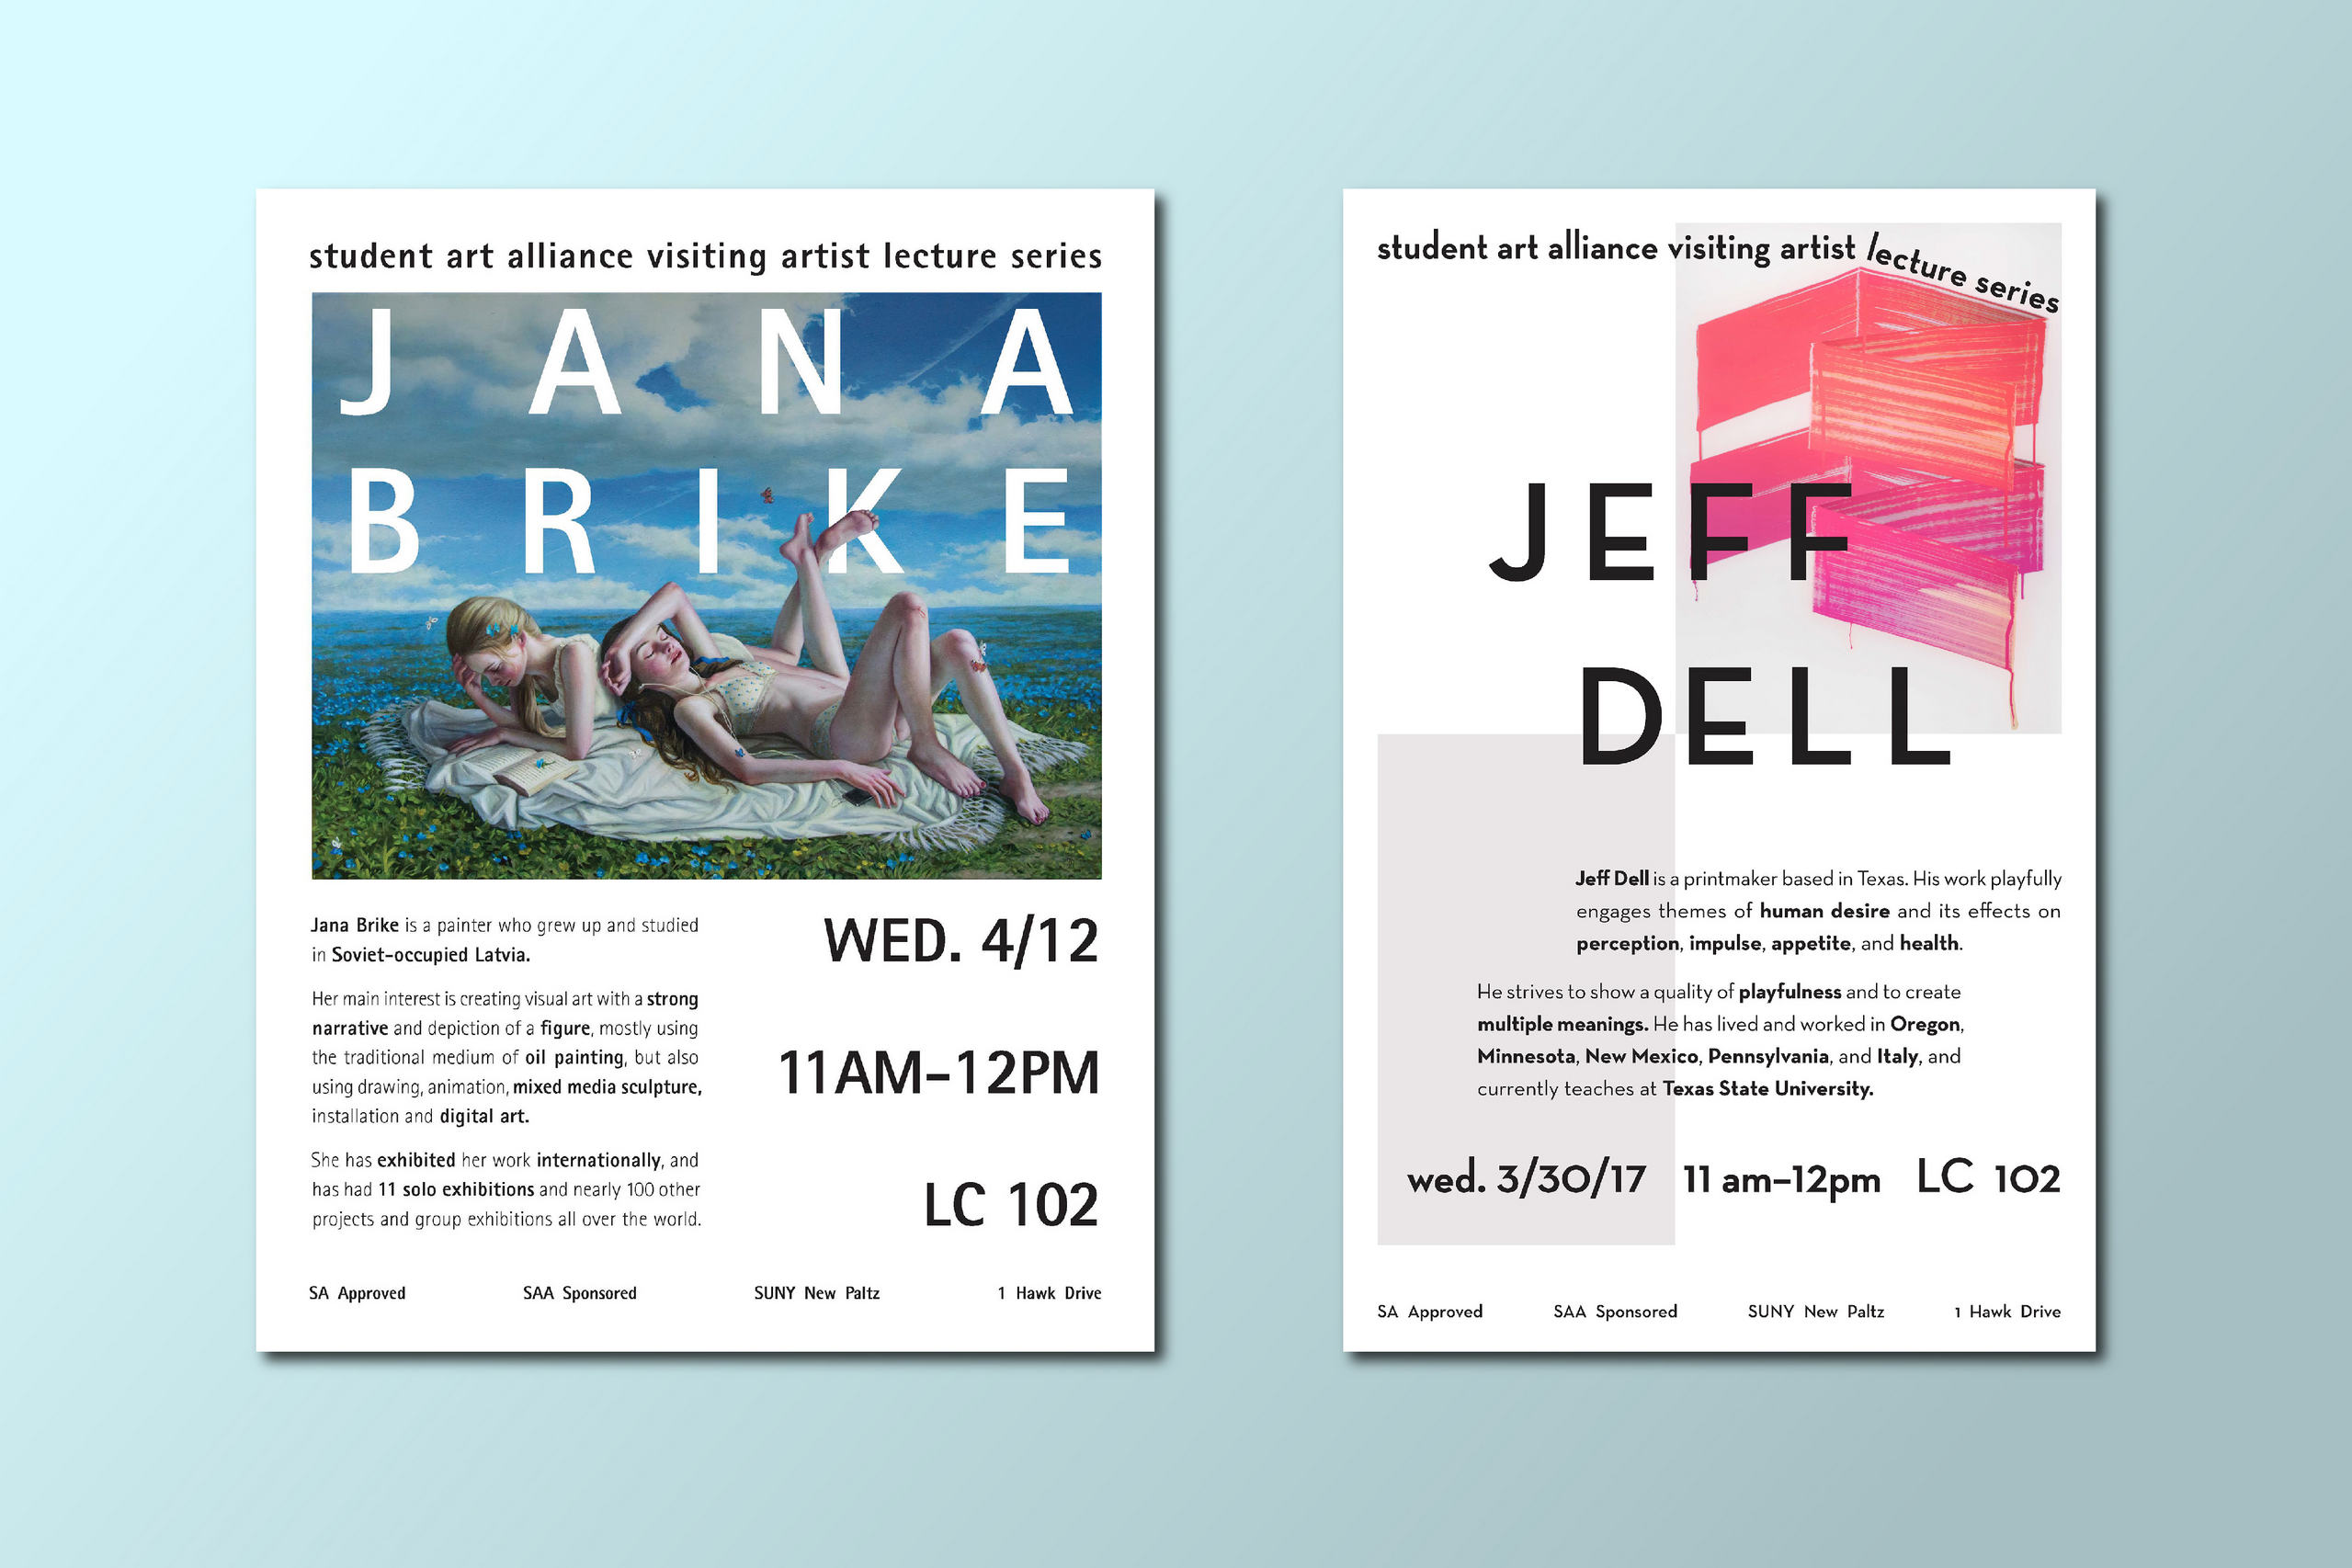 student art alliance visiting artist lecture series
JANA
BRIKE
Jana Brike is a painter who grew up and studied
in Soviet-occupied Latvia.
Her main interest is creating visual art with a strong
narrative and depiction of a figure, mostly using
the traditional medium of oil painting, but also
using drawing, animation, mixed media sculpture,
installation and digital art.
She has exhibited her work internationally, and
has had 11 solo exhibitions and nearly 100 other
projects and group exhibitions all over the world.
WED. 4/12
11AM–12PM
LC 102
SA Approved SAA Sponsored SUNY New Paltz 1 Hawk Drive
student art alliance visiting artist lecture series
JEFF
DELL
Jeff Dell is a printmaker based in Texas. His work playfully
engages themes of human desire and its effects on
perception, impulse, appetite, and health.
He strives to show a quality of playfulness and to create
multiple meanings. He has lived and worked in Oregon,
Minnesota, New Mexico, Pennsylvania, and Italy, and
currently teaches at Texas State University.
wed. 3/30/17 11 am–12pm LC 102
SA Approved SAA Sponsored SUNY New Paltz 1 Hawk Drive